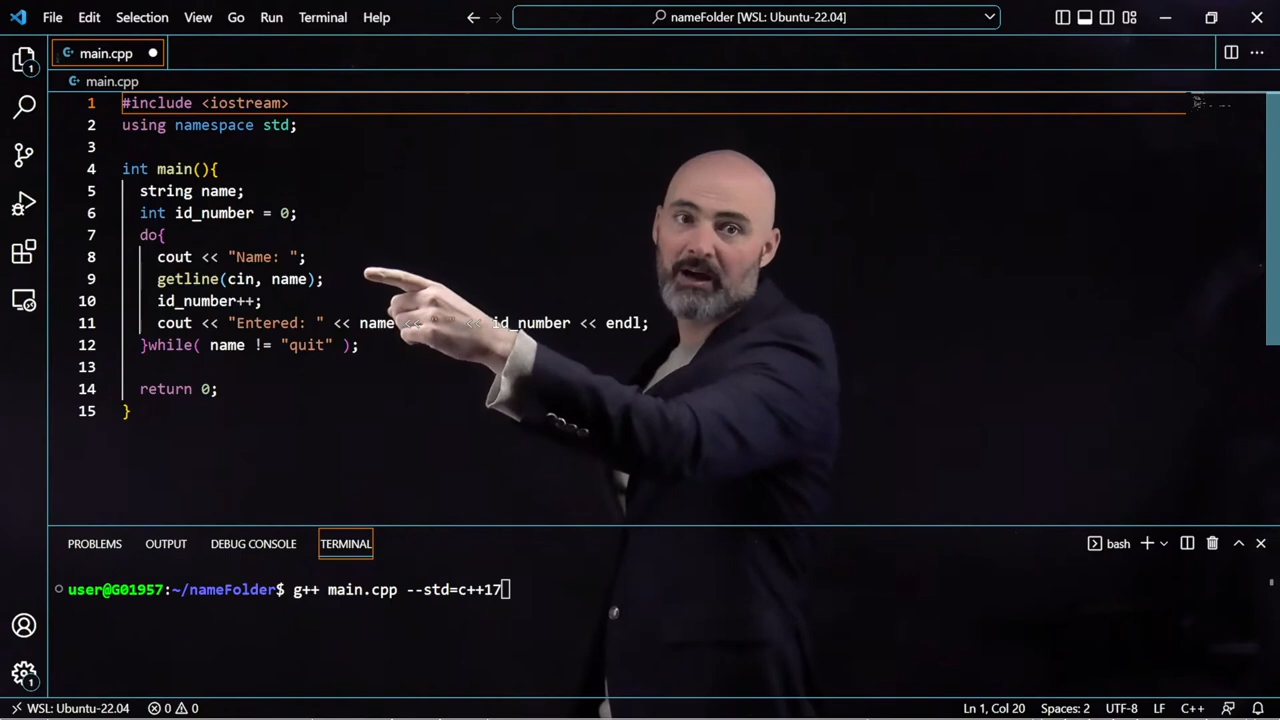 File Edit Selection View Go Run Terminal Help
nameFolder [WSL: Ubuntu-22.04]
main.cpp
main.cpp
1 #include <iostream>
2 using namespace std;
3
4 int main(){
5 string name;
6 int id_number = 0;
7 do{
8 cout << "Name: ";
9 getline(cin, name);
10 id_number++;
11 cout << "Entered: " << name << " " << id_number << endl;
12 }while( name != "quit" );
13
14 return 0;
15 }
PROBLEMS OUTPUT DEBUG CONSOLE TERMINAL
bash
user@G01957:~/nameFolder$ g++ main.cpp --std=c++17
WSL: Ubuntu-22.04 0 0
Ln 1, Col 20 Spaces: 2 UTF-8 LF C++
1
1